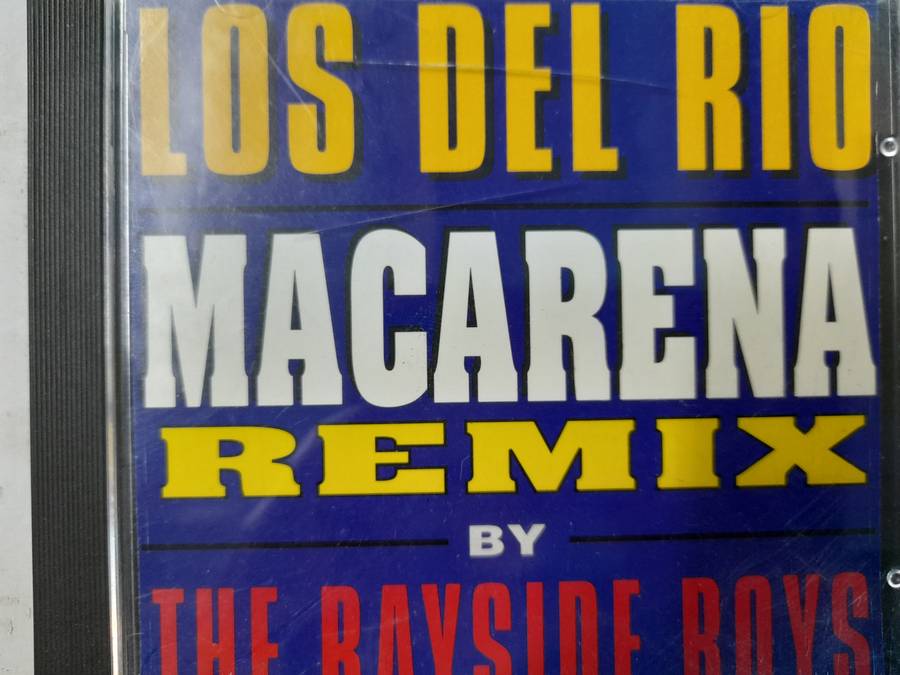 LOS DEL RIO
MACARENA
REMIX
BY
THE BAYSIDE BOYS